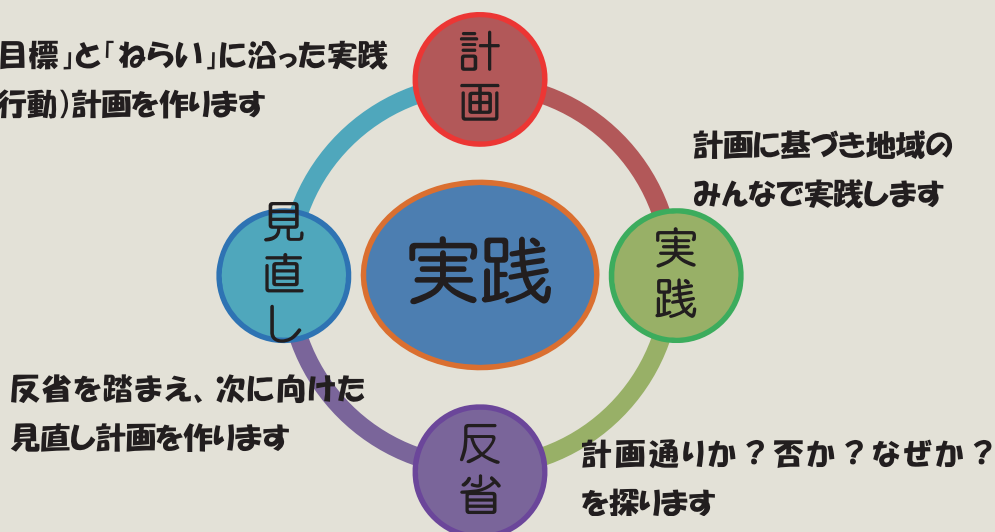 目標」と「ねらい」に沿った実践
行動)計画を作ります
計画
計画に基づき地域の
みんなで実践します
見直し
実践
実践
反省を踏まえ、次に向けた
見直し計画を作ります
反省
計画通りか？否か？なぜか？
を探ります